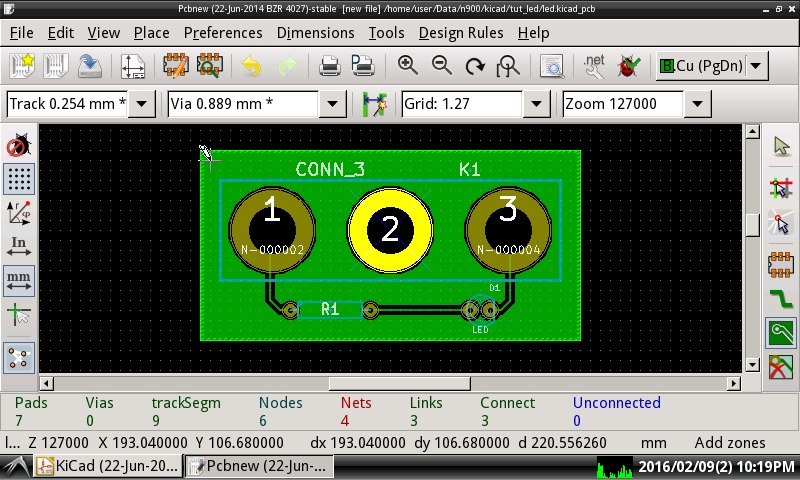 Pcbnew (22-Jun-2014 BZR 4027)-stable [new file] /home/user/Data/n900/kicad/tut_led/led.kicad_pcb
File Edit View Place Preferences Dimensions Tools Design Rules Help
.net B.Cu (PgDn)
Track 0.254 mm * Via 0.889 mm * Grid: 1.27 Zoom 127000
In
mm
CONN_3 K1
1 2 3
N-000002 N-000004
D1
R1
LED
Pads Vias trackSegm Nodes Nets Links Connect Unconnected
7 0 9 6 4 3 3 0
l... Z 127000 X 193.040000 Y 106.680000 dx 193.040000 dy 106.680000 d 220.556260 mm Add zones
KiCad (22-Jun-20... Pcbnew (22-Jun-... 2016/02/09(2) 10:19PM